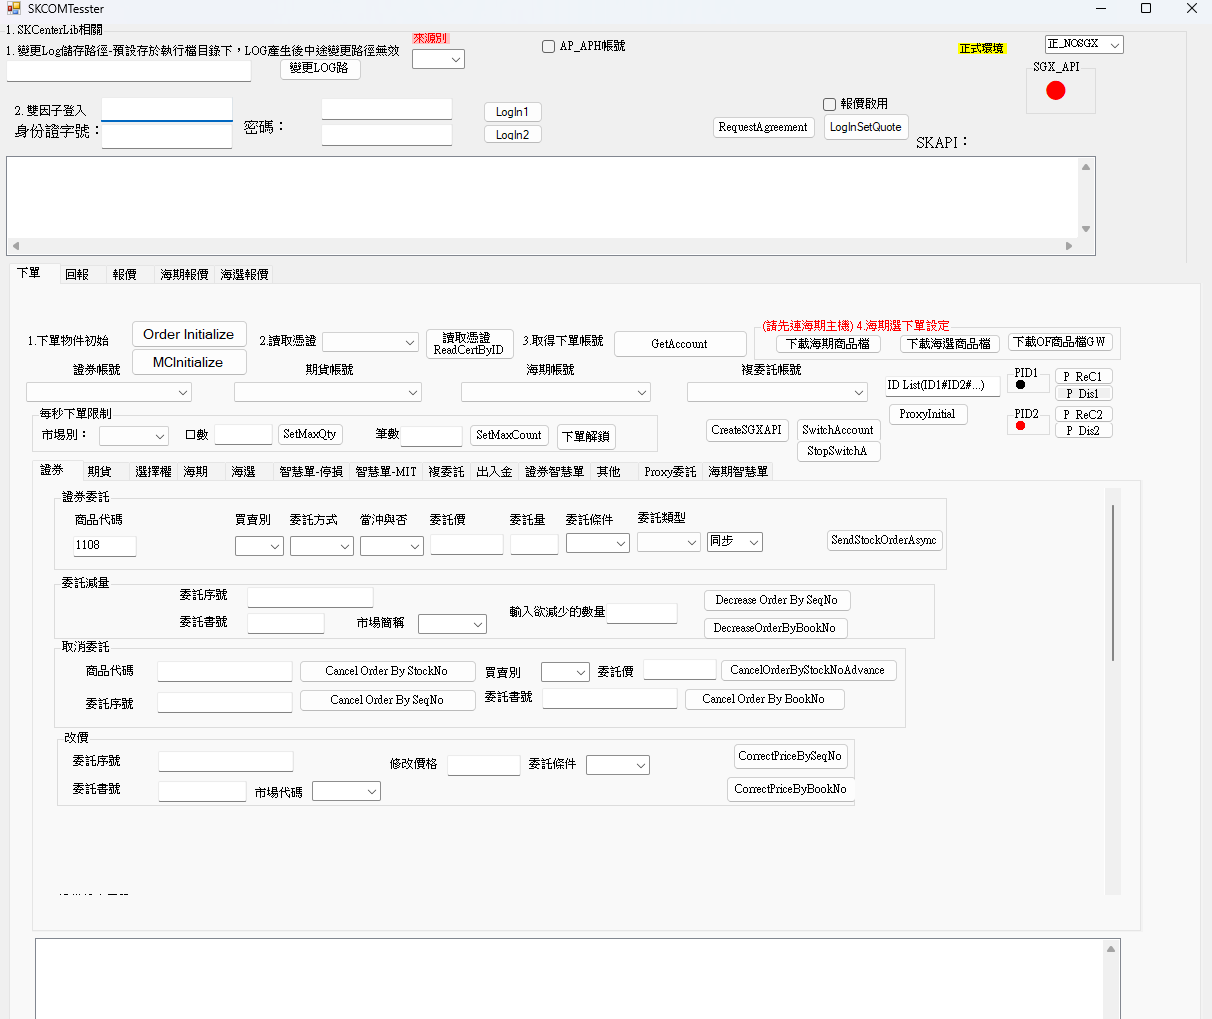 SKCOMTesster
1. SKCenterLib相關
1. 變更Log儲存路徑-預設存於執行檔目錄下，LOG產生後中途變更路徑無效
來源別
AP_APH帳號
正式環境
正_NOSGX
變更LOG路
SGX_API
2. 雙因子登入
身份證字號：
密碼：
LogIn1
LogIn2
報價啟用
RequestAgreement
LogInSetQuote
SKAPI：
下單 回報 報價 海期報價 海選報價
1.下單物件初始
Order Initialize
MCInitialize
2.讀取憑證
讀取憑證
ReadCertByID
3.取得下單帳號
GetAccount
(請先連海期主機) 4.海期選下單設定
下載海期商品檔
下載海選商品檔
下載OF商品檔GW
證券帳號
期貨帳號
海期帳號
複委託帳號
ID List(ID1#ID2#...)
PID1
P_ReC1
P_Dis1
ProxyInitial
PID2
P_ReC2
P_Dis2
每秒下單限制
市場別：
口數
SetMaxQty
筆數
SetMaxCount
下單解鎖
CreateSGXAPI
SwitchAccount
StopSwitchA
證券 期貨 選擇權 海期 海選 智慧單-停損 智慧單-MIT 複委託 出入金 證券智慧單 其他 Proxy委託 海期智慧單
證券委託
商品代碼 買賣別 委託方式 當沖與否 委託價 委託量 委託條件 委託類型
1108
同步
SendStockOrderAsync
委託減量
委託序號
委託書號
市場簡稱
輸入欲減少的數量
Decrease Order By SeqNo
DecreaseOrderByBookNo
取消委託
商品代碼
Cancel Order By StockNo
買賣別
委託價
CancelOrderByStockNoAdvance
委託序號
Cancel Order By SeqNo
委託書號
Cancel Order By BookNo
改價
委託序號
修改價格
委託條件
CorrectPriceBySeqNo
委託書號
市場代碼
CorrectPriceByBookNo